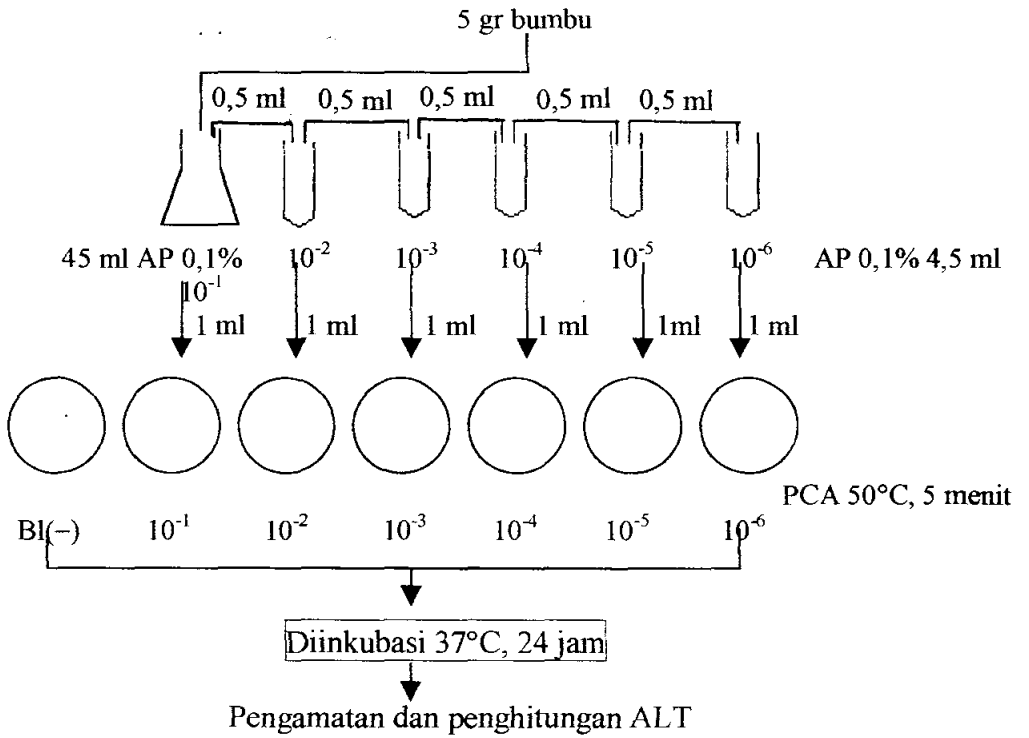 5 gr bumbu
0,5 ml 0,5 ml 0,5 ml 0,5 ml 0,5 ml
45 ml AP 0,1% 10⁻² 10⁻³ 10⁻⁴ 10⁻⁵ 10⁻⁶ AP 0,1% 4,5 ml
10⁻¹
1 ml 1 ml 1 ml 1 ml 1ml 1 ml
PCA 50°C, 5 menit
Bl(–) 10⁻¹ 10⁻² 10⁻³ 10⁻⁴ 10⁻⁵ 10⁻⁶
Diinkubasi 37°C, 24 jam
Pengamatan dan penghitungan ALT